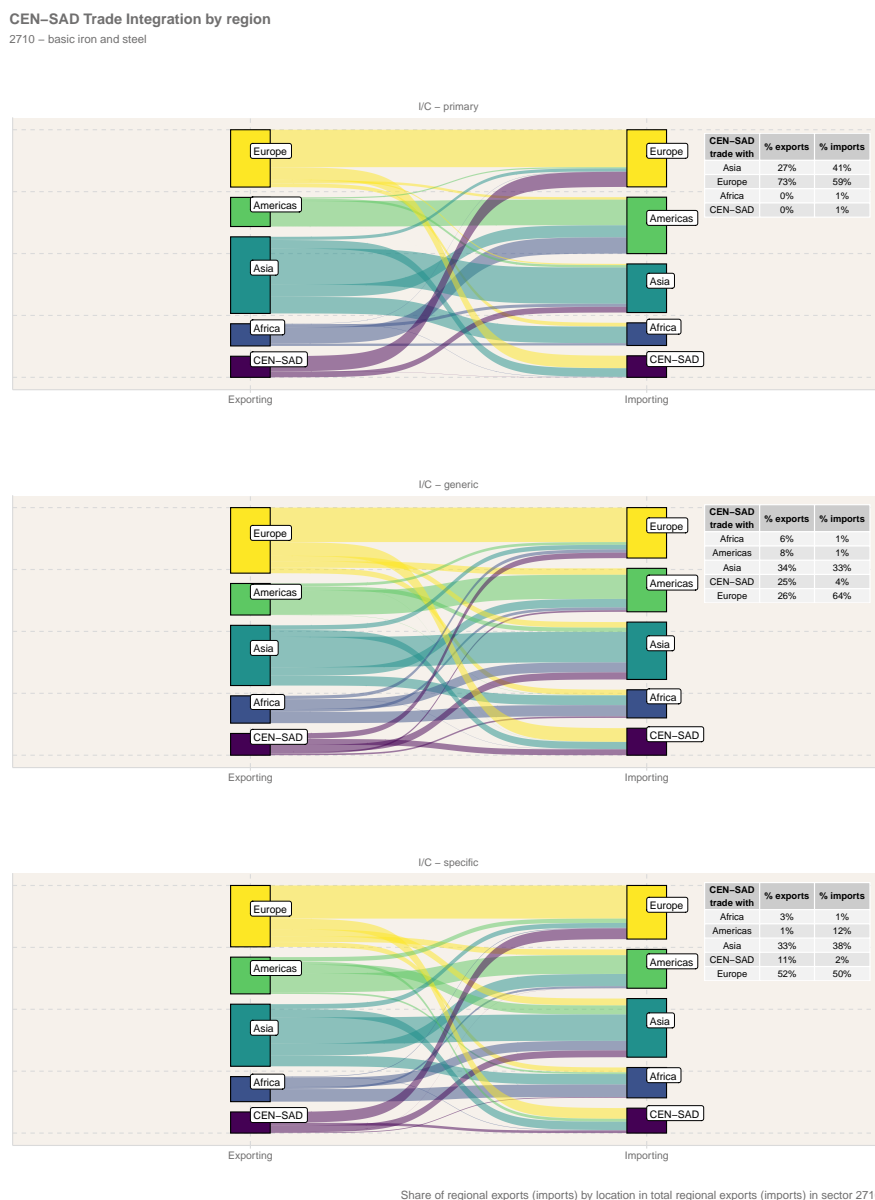 CEN−SAD Trade Integration by region
2710 − basic iron and steel
I/C − primary
Europe
Americas
Asia
Africa
CEN−SAD
Europe
Americas
Asia
Africa
CEN−SAD
CEN−SAD trade with % exports % imports
Asia 27% 41%
Europe 73% 59%
Africa 0% 1%
CEN−SAD 0% 1%
Exporting Importing
I/C − generic
Europe
Americas
Asia
Africa
CEN−SAD
Europe
Americas
Asia
Africa
CEN−SAD
CEN−SAD trade with % exports % imports
Africa 6% 1%
Americas 8% 1%
Asia 34% 33%
CEN−SAD 25% 4%
Europe 26% 64%
Exporting Importing
I/C − specific
Europe
Americas
Asia
Africa
CEN−SAD
Europe
Americas
Asia
Africa
CEN−SAD
CEN−SAD trade with % exports % imports
Africa 3% 1%
Americas 1% 12%
Asia 33% 38%
CEN−SAD 11% 2%
Europe 52% 50%
Exporting Importing
Share of regional exports (imports) by location in total regional exports (imports) in sector 271